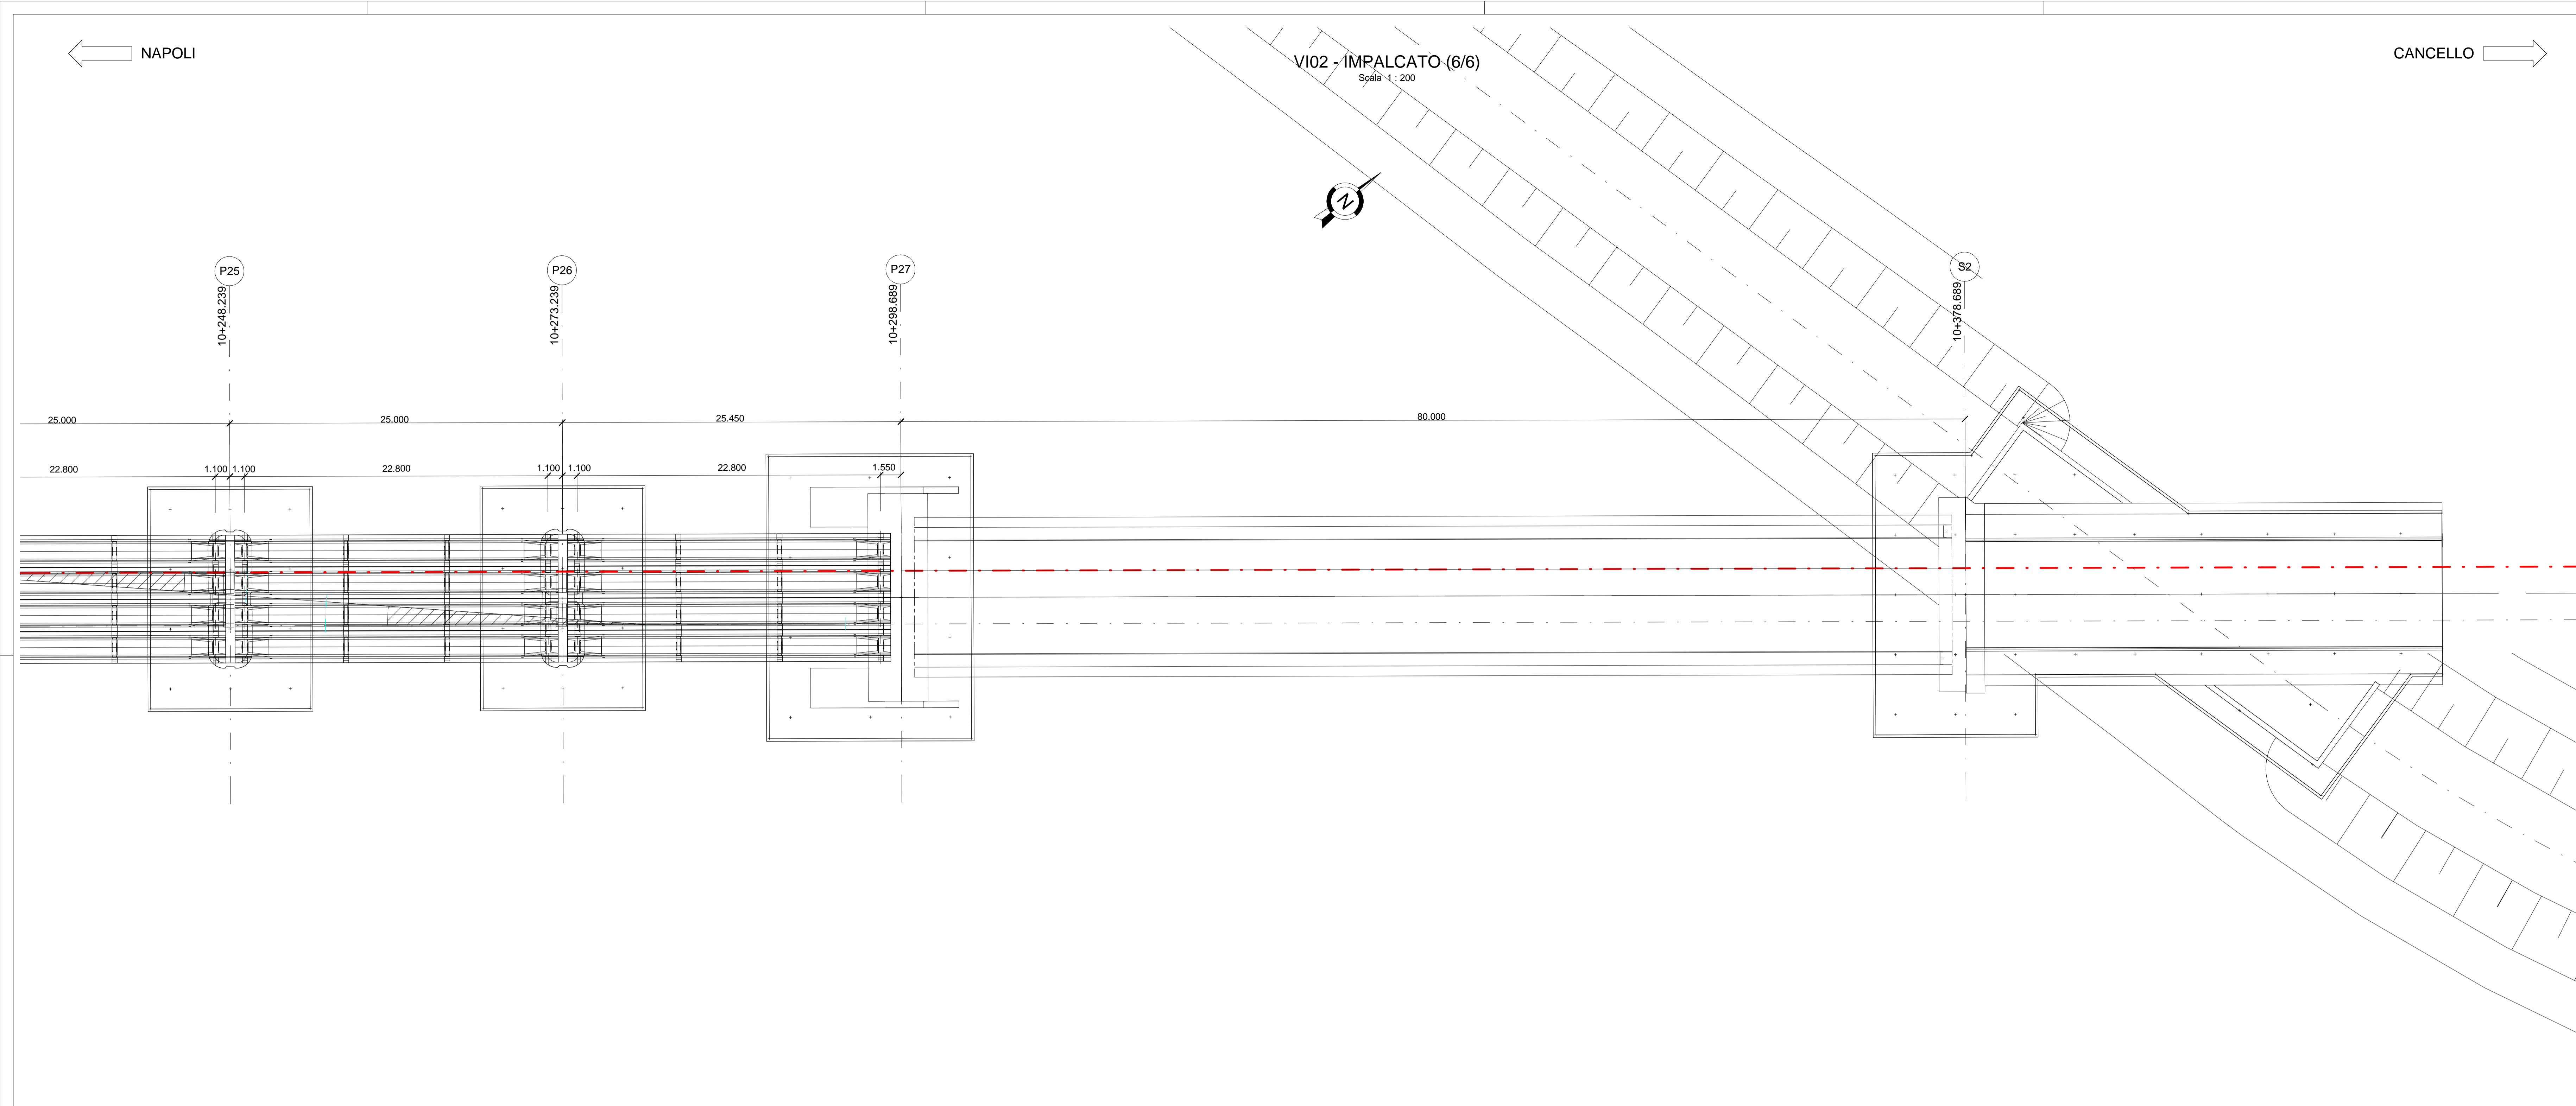 NAPOLI
VI02 - IMPALCATO (6/6)
Scala 1 : 200
CANCELLO
N
P25
P26
P27
S2
10+248.239
10+273.239
10+298.689
10+378.689
25.000
25.000
25.450
80.000
22.800
1.100
1.100
22.800
1.100
1.100
22.800
1.550